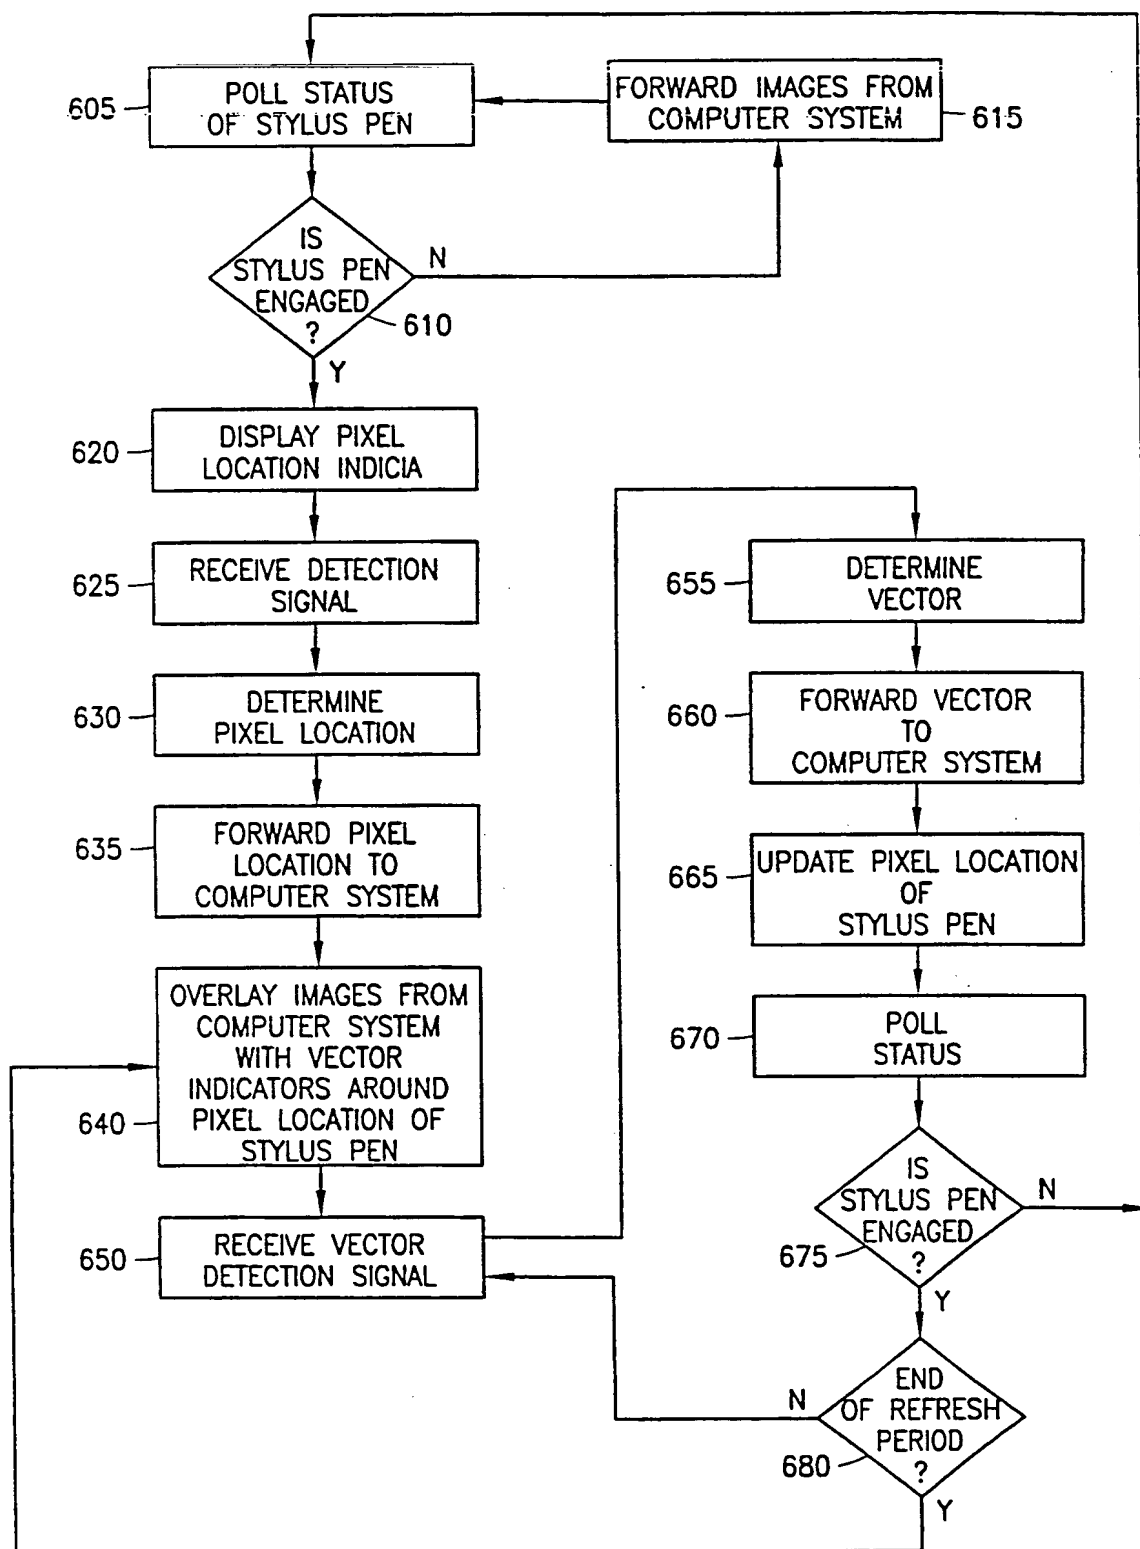 605
POLL STATUS
OF STYLUS PEN
FORWARD IMAGES FROM
COMPUTER SYSTEM
615
IS
STYLUS PEN
ENGAGED
?
N
610
Y
620
DISPLAY PIXEL
LOCATION INDICIA
625
RECEIVE DETECTION
SIGNAL
630
DETERMINE
PIXEL LOCATION
635
FORWARD PIXEL
LOCATION TO
COMPUTER SYSTEM
640
OVERLAY IMAGES FROM
COMPUTER SYSTEM
WITH VECTOR
INDICATORS AROUND
PIXEL LOCATION OF
STYLUS PEN
650
RECEIVE VECTOR
DETECTION SIGNAL
655
DETERMINE
VECTOR
660
FORWARD VECTOR
TO
COMPUTER SYSTEM
665
UPDATE PIXEL LOCATION
OF
STYLUS PEN
670
POLL
STATUS
IS
STYLUS PEN
ENGAGED
?
N
675
Y
END
OF REFRESH
PERIOD
?
N
680
Y